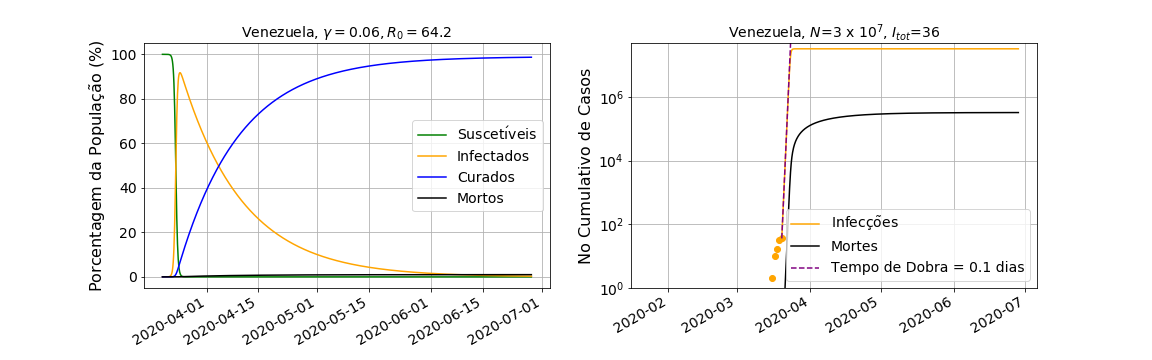 Venezuela, γ = 0.06, R₀ = 64.2
Porcentagem da População (%)
100
80
60
40
20
0
Suscetíveis
Infectados
Curados
Mortos
2020-04-01
2020-04-15
2020-05-01
2020-05-15
2020-06-01
2020-06-15
2020-07-01
Venezuela, N=3 x 10⁷, Iₜₒₜ=36
No Cumulativo de Casos
10⁶
10⁴
10²
10⁰
Infecções
Mortes
Tempo de Dobra = 0.1 dias
2020-02
2020-03
2020-04
2020-05
2020-06
2020-07